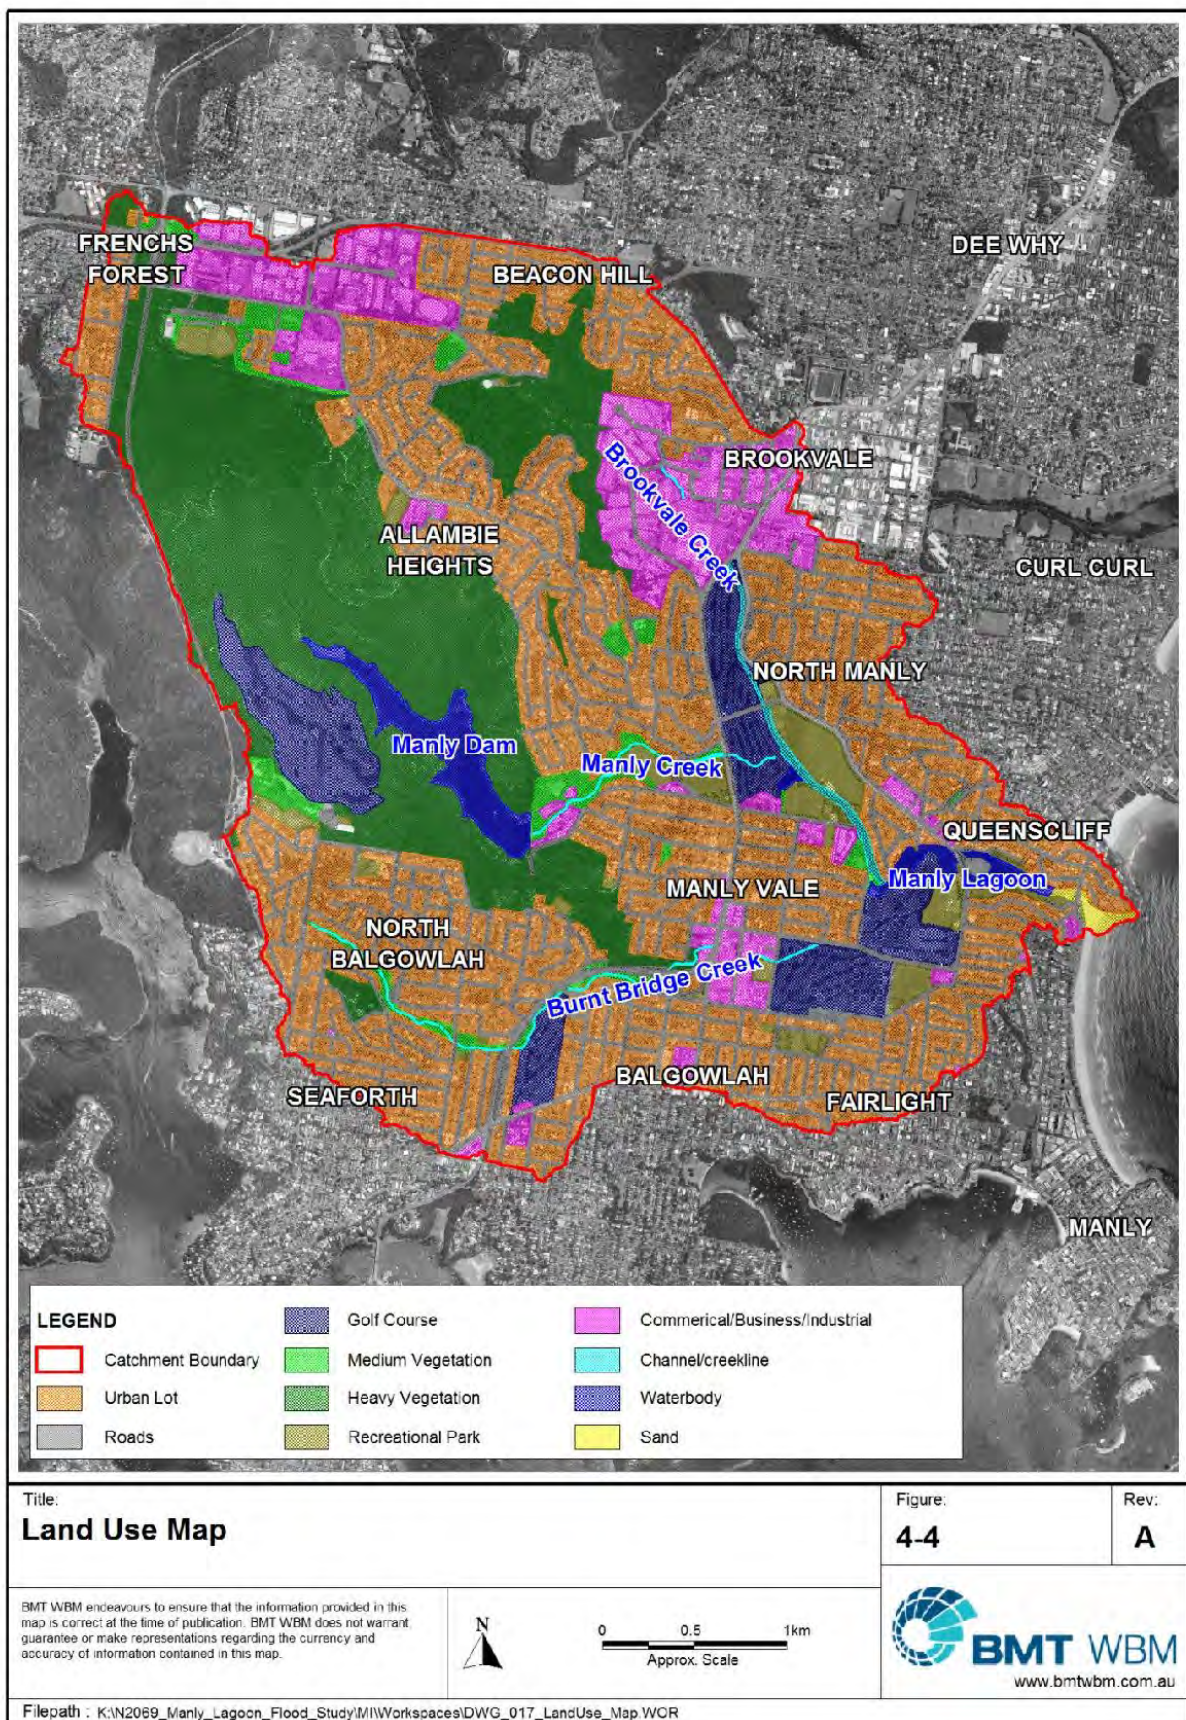 FRENCHS
FOREST
BEACON HILL
DEE WHY
BROOKVALE
Brookvale Creek
ALLAMBIE
HEIGHTS
CURL CURL
NORTH MANLY
Manly Dam
Manly Creek
QUEENSCLIFF
MANLY VALE
Manly Lagoon
NORTH
BALGOWLAH
Burnt Bridge Creek
SEAFORTH
BALGOWLAH
FAIRLIGHT
MANLY
LEGEND
Catchment Boundary
Urban Lot
Roads
Golf Course
Medium Vegetation
Heavy Vegetation
Recreational Park
Commerical/Business/Industrial
Channel/creekline
Waterbody
Sand
Title:
Land Use Map
Figure:
4-4
Rev:
A
BMT WBM endeavours to ensure that the information provided in this
map is correct at the time of publication. BMT WBM does not warrant
guarantee or make representations regarding the currency and
accuracy of information contained in this map.
N
0 0.5 1km
Approx. Scale
BMT WBM
www.bmtwbm.com.au
Filepath : K:\N2069_Manly_Lagoon_Flood_Study\MI\Workspaces\DWG_017_LandUse_Map.WOR